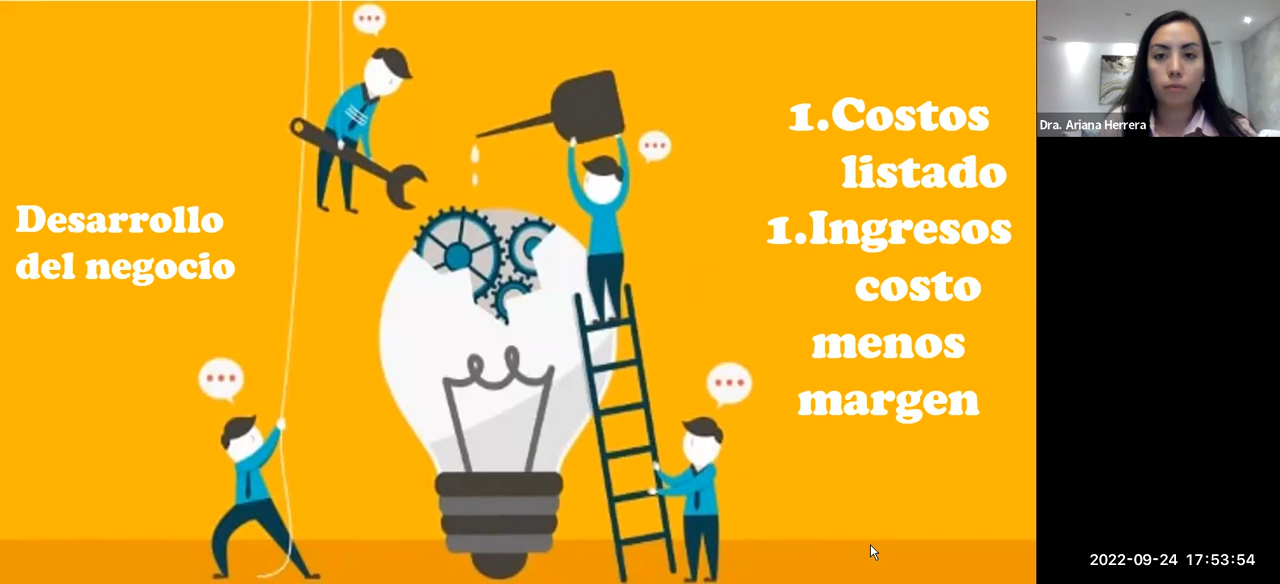 Desarrollo
del negocio
1.Costos
listado
1.Ingresos
costo
menos
margen
Dra. Ariana Herrera
2022-09-24 17:53:54